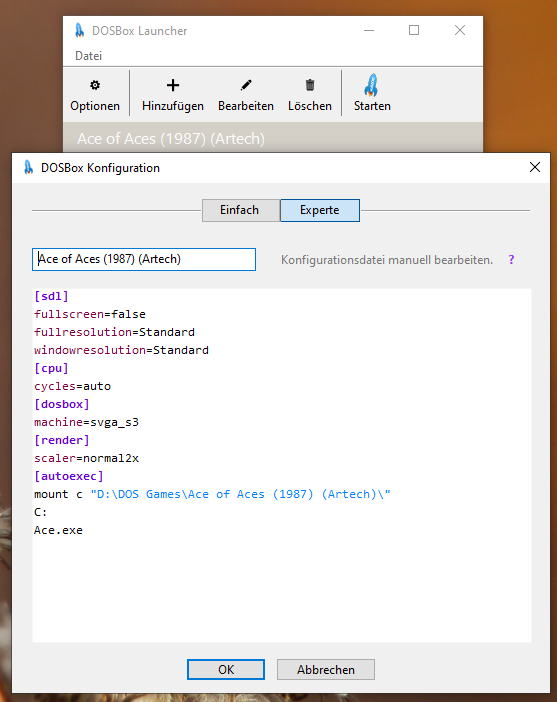 DOSBox Launcher
Datei
Optionen Hinzufügen Bearbeiten Löschen Starten
Ace of Aces (1987) (Artech)
DOSBox Konfiguration
Einfach Experte
Ace of Aces (1987) (Artech) Konfigurationsdatei manuell bearbeiten. ?
[sdl]
fullscreen=false
fullresolution=Standard
windowresolution=Standard
[cpu]
cycles=auto
[dosbox]
machine=svga_s3
[render]
scaler=normal2x
[autoexec]
mount c "D:\DOS Games\Ace of Aces (1987) (Artech)\"
C:
Ace.exe
OK Abbrechen